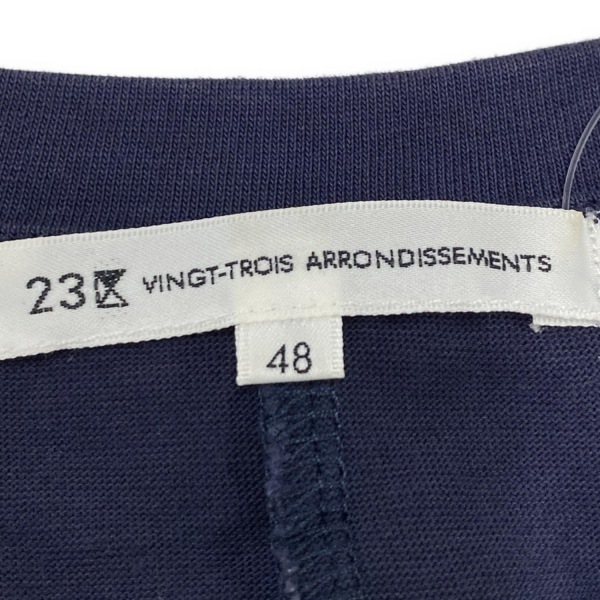 23区 VINGT-TROIS ARRONDISSEMENTS
48